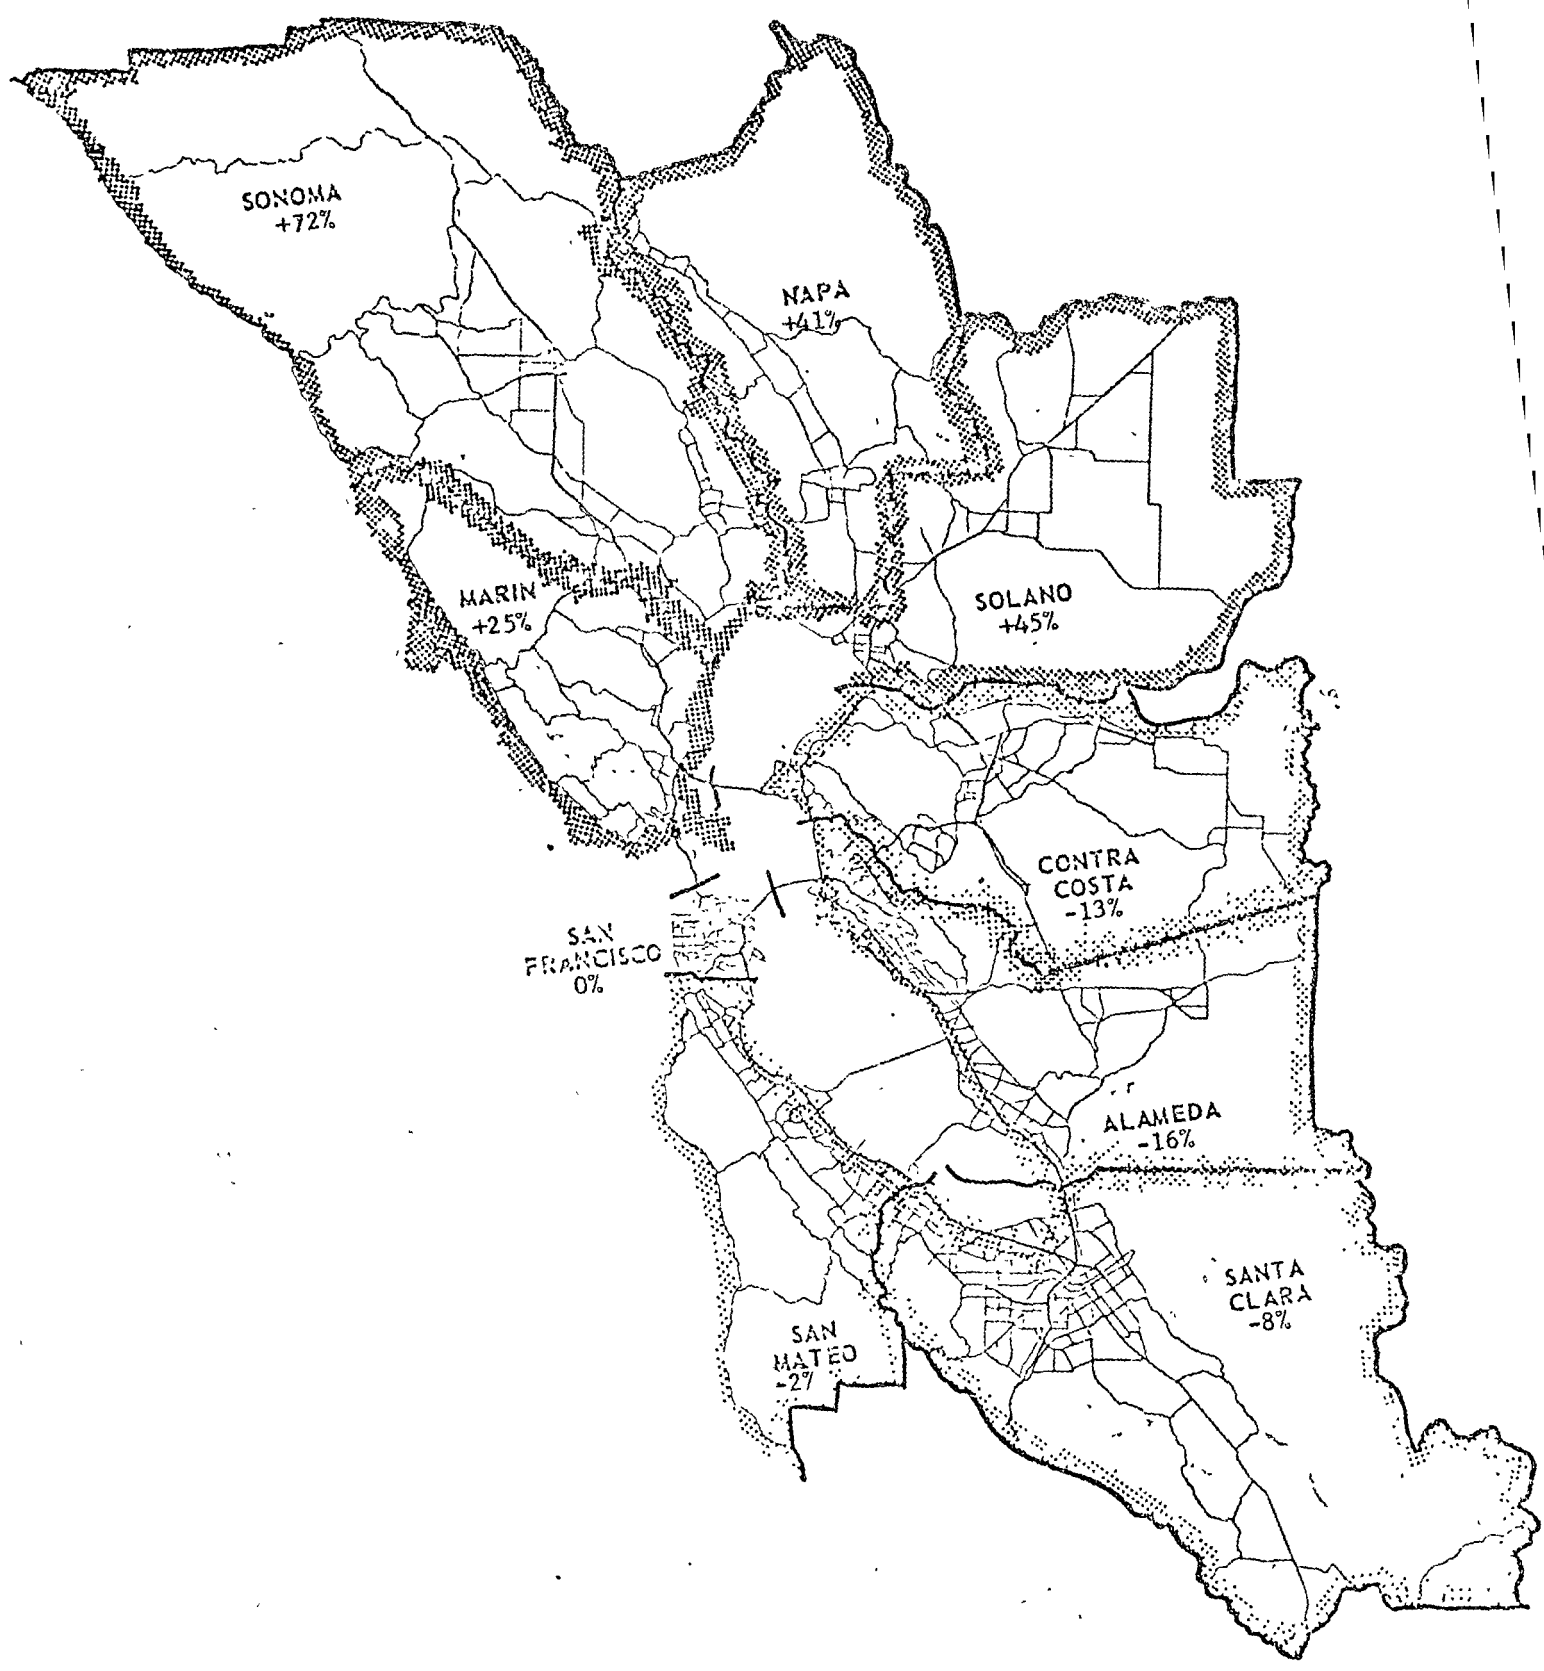 SONOMA
+72%
NAPA
+41%
MARIN
+25%
SOLANO
+45%
CONTRA
COSTA
-13%
SAN
FRANCISCO
0%
ALAMEDA
-16%
SANTA
CLARA
-8%
SAN
MATEO
-2%